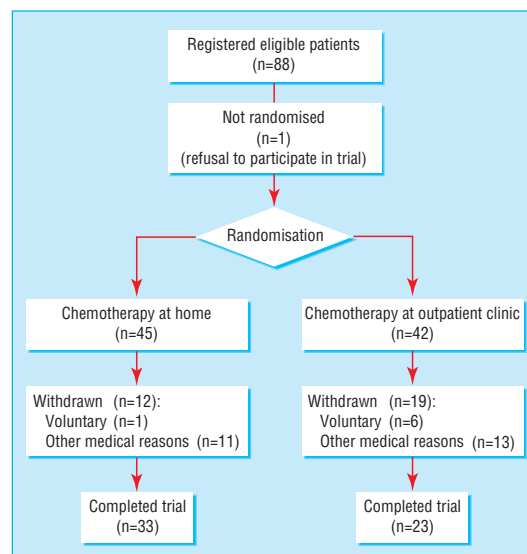 Registered eligible patients
(n=88)
Not randomised
(n=1)
(refusal to participate in trial)
Randomisation
Chemotherapy at home
(n=45)
Chemotherapy at outpatient clinic
(n=42)
Withdrawn (n=12):
Voluntary (n=1)
Other medical reasons (n=11)
Withdrawn (n=19):
Voluntary (n=6)
Other medical reasons (n=13)
Completed trial
(n=33)
Completed trial
(n=23)